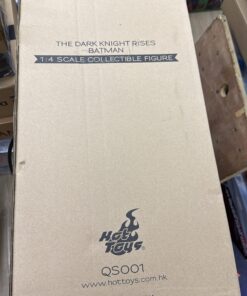 THE DARK KNIGHT RISES
BATMAN
1:4 SCALE COLLECTIBLE FIGURE
Hot
Toys
QS001
www.hottoys.com.hk